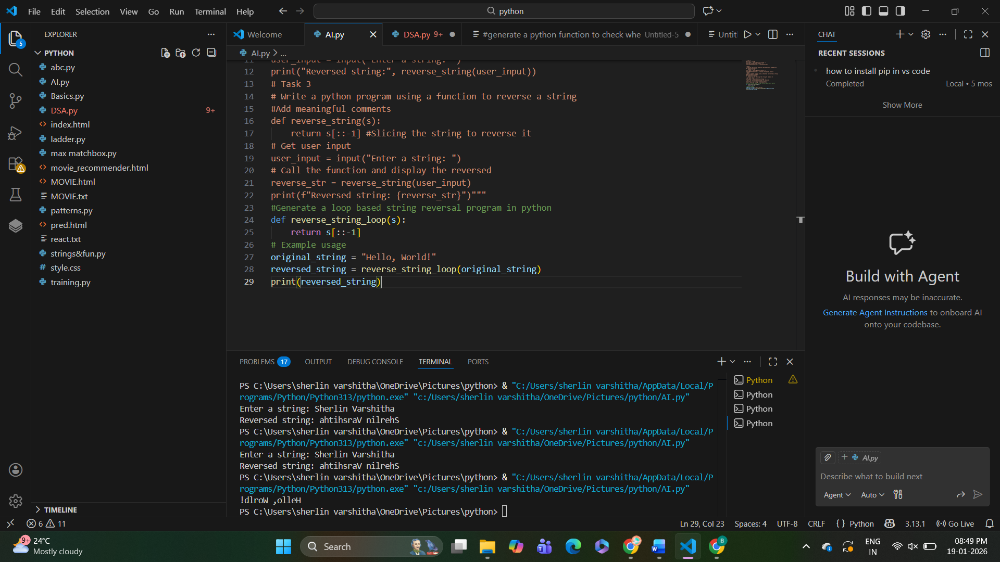 File Edit Selection View Go Run Terminal Help
python
EXPLORER
PYTHON
abc.py
AI.py
Basics.py
DSA.py 9+
index.html
ladder.py
max matchbox.py
movie_recommender.html
MOVIE.html
MOVIE.txt
patterns.py
pred.html
react.txt
strings&fun.py
style.css
training.py
TIMELINE
5
Welcome AI.py DSA.py 9+ #generate a python function to check whe Untitled-5 Untit
AI.py > ...
11 user_input = input("Enter a string: ")
12 print("Reversed string:", reverse_string(user_input))
13 # Task 3
14 # Write a python program using a function to reverse a string
15 #Add meaningful comments
16 def reverse_string(s):
17 return s[::-1] #Slicing the string to reverse it
18 # Get user input
19 user_input = input("Enter a string: ")
20 # Call the function and display the reversed
21 reverse_str = reverse_string(user_input)
22 print(f"Reversed string: {reverse_str}")"""
23 #Generate a loop based string reversal program in python
24 def reverse_string_loop(s):
25 return s[::-1]
26 # Example usage
27 original_string = "Hello, World!"
28 reversed_string = reverse_string_loop(original_string)
29 print(reversed_string)
PROBLEMS 17 OUTPUT DEBUG CONSOLE TERMINAL PORTS
PS C:\Users\sherlin varshitha\OneDrive\Pictures\python> & "C:/Users/sherlin varshitha/AppData/Local/P
rograms/Python/Python313/python.exe" "c:/Users/sherlin varshitha/OneDrive/Pictures/python/AI.py"
Enter a string: Sherlin Varshitha
Reversed string: ahtihsraV nilrehS
PS C:\Users\sherlin varshitha\OneDrive\Pictures\python> & "C:/Users/sherlin varshitha/AppData/Local/P
rograms/Python/Python313/python.exe" "c:/Users/sherlin varshitha/OneDrive/Pictures/python/AI.py"
Enter a string: Sherlin Varshitha
Reversed string: ahtihsraV nilrehS
PS C:\Users\sherlin varshitha\OneDrive\Pictures\python> & "C:/Users/sherlin varshitha/AppData/Local/P
rograms/Python/Python313/python.exe" "c:/Users/sherlin varshitha/OneDrive/Pictures/python/AI.py"
!dlroW ,olleH
PS C:\Users\sherlin varshitha\OneDrive\Pictures\python>
Python
Python
Python
Python
CHAT
RECENT SESSIONS
how to install pip in vs code
Completed Local • 5 mos
Show More
Build with Agent
AI responses may be inaccurate.
Generate Agent Instructions to onboard AI
onto your codebase.
AI.py
Describe what to build next
Agent Auto
6 11 Ln 29, Col 23 Spaces: 4 UTF-8 CRLF { } Python 3.13.1 Go Live
9+ 24°C
Mostly cloudy
Search
B
ENG
IN
08:49 PM
19-01-2026